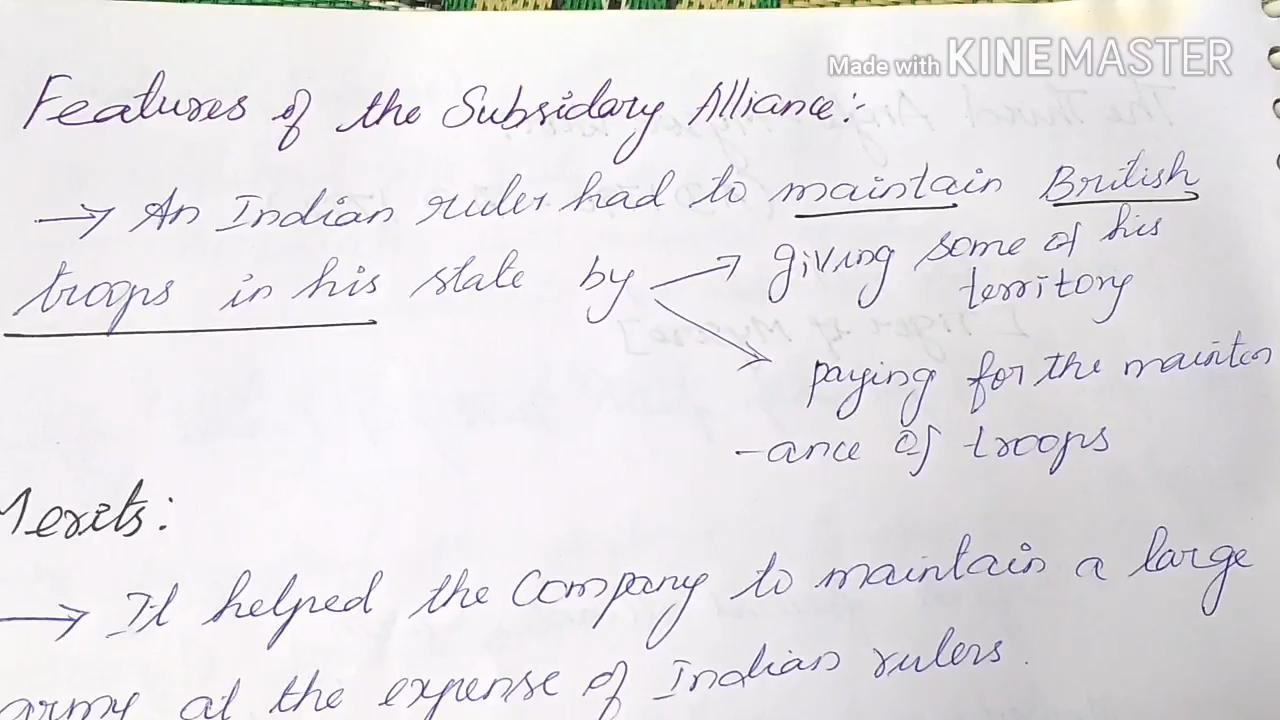 Made with KINEMASTER
Features of the Subsidary Alliance:-
→ An Indian ruler had to maintain British
troops in his state by → giving some of his
territory
→ paying for the mainten
-ance of troops
Merits:
→ It helped the Company to maintain a large
army at the expense of Indian rulers.